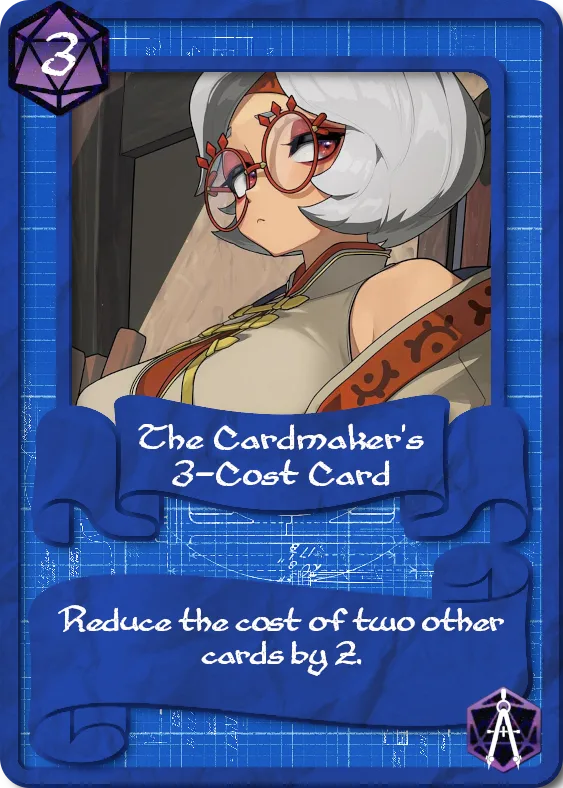 3
The Cardmaker's
3-Cost Card
Reduce the cost of two other
cards by 2.